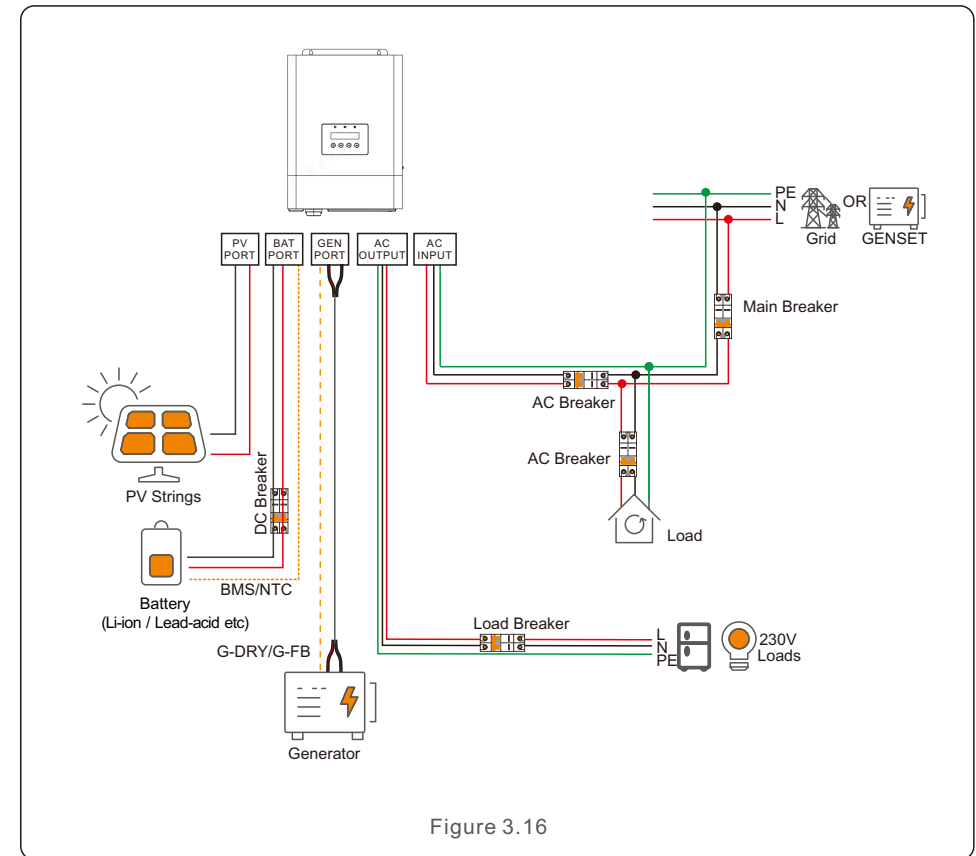 PE
N
L
OR
Grid
GENSET
PV
PORT
BAT
PORT
GEN
PORT
AC
OUTPUT
AC
INPUT
Main Breaker
AC Breaker
AC Breaker
Load
PV Strings
DC Breaker
BMS/NTC
Battery
(Li-ion / Lead-acid etc)
Load Breaker
L
N
PE
230V
Loads
G-DRY/G-FB
Generator
Figure 3.16